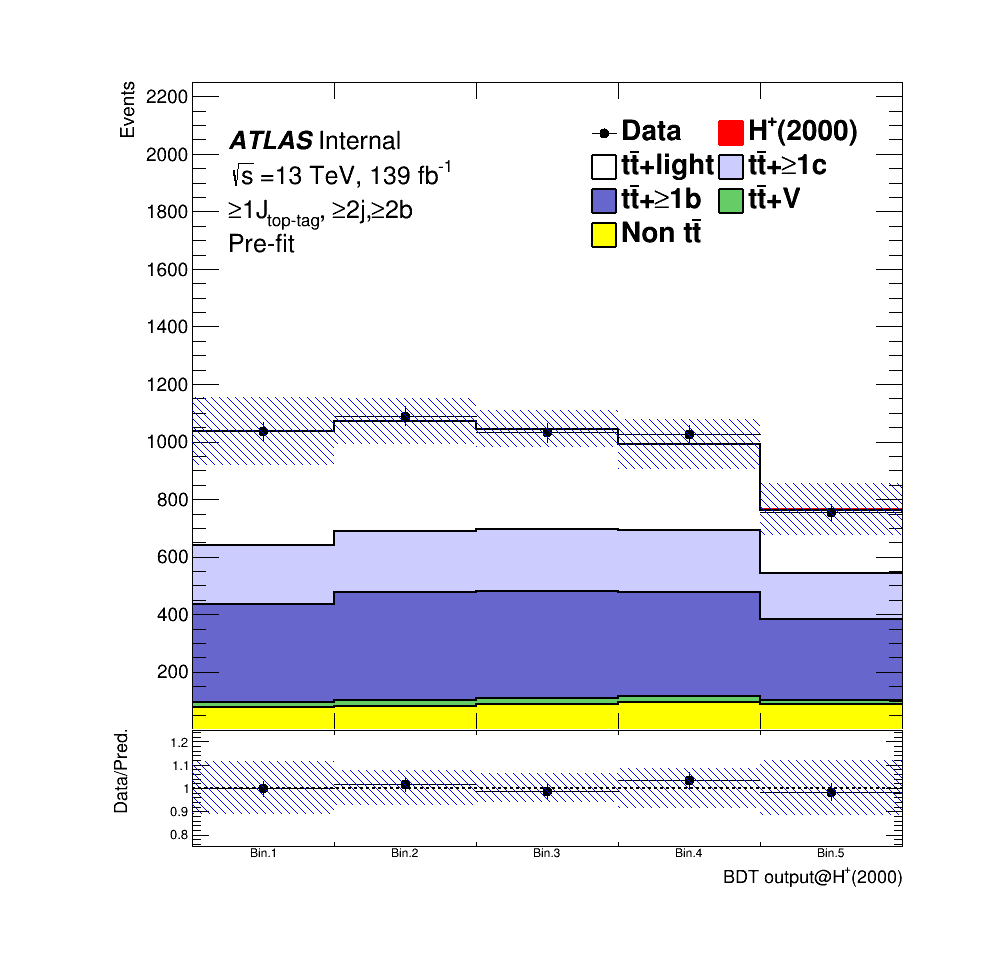 Events
2200
2000
1800
1600
1400
1200
1000
800
600
400
200
ATLAS Internal
√s =13 TeV, 139 fb⁻¹
≥1J_top-tag, ≥2j,≥2b
Pre-fit
Data H⁺(2000)
tt̄+light tt̄+≥1c
tt̄+≥1b tt̄+V
Non tt̄
Data/Pred.
1.2
1.1
1
0.9
0.8
Bin.1 Bin.2 Bin.3 Bin.4 Bin.5
BDT output@H⁺(2000)